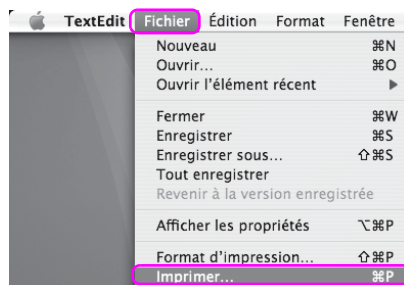 TextEdit Fichier Édition Format Fenêtre
Nouveau ⌘N
Ouvrir... ⌘O
Ouvrir l'élément récent ▶
Fermer ⌘W
Enregistrer ⌘S
Enregistrer sous... ⇧⌘S
Tout enregistrer
Revenir à la version enregistrée
Afficher les propriétés ⌥⌘P
Format d'impression... ⇧⌘P
Imprimer... ⌘P